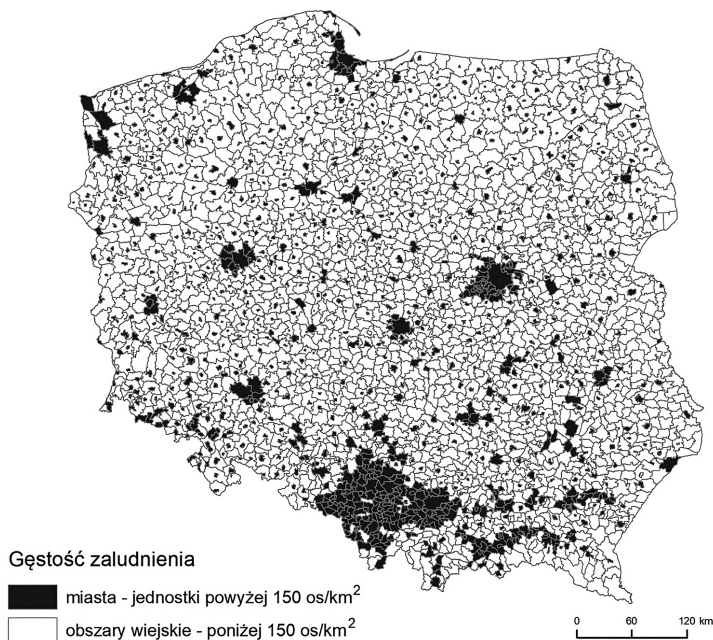 Gęstość zaludnienia
miasta - jednostki powyżej 150 os/km²
obszary wiejskie - poniżej 150 os/km²
0 60 120 km